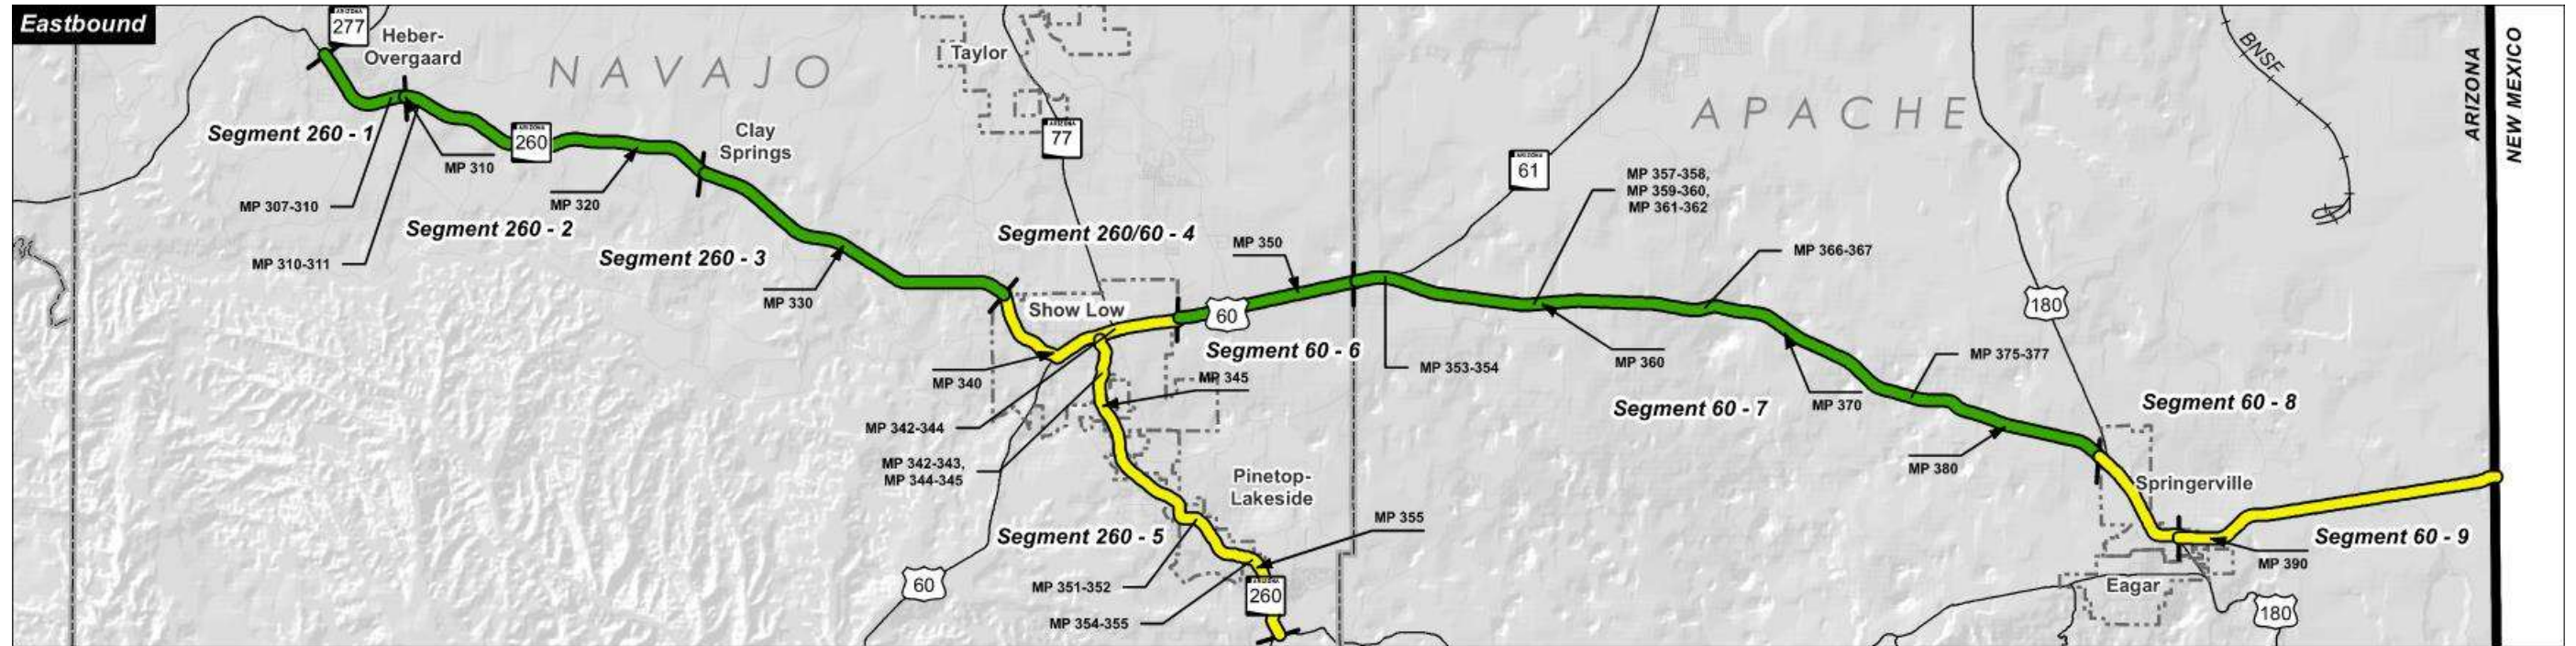 Eastbound
ARIZONA
277
Heber-
Overgaard
NAVAJO
Taylor
BNSF
ARIZONA
NEW MEXICO
APACHE
Segment 260 - 1
ARIZONA
260
Clay
Springs
ARIZONA
77
ARIZONA
61
MP 310
MP 307-310
MP 320
MP 357-358,
MP 359-360,
MP 361-362
Segment 260 - 2
Segment 260/60 - 4
MP 350
MP 366-367
MP 310-311
Segment 260 - 3
MP 330
Show Low
60
180
Segment 60 - 6
MP 360
MP 353-354
MP 375-377
MP 340
MP 345
MP 370
Segment 60 - 7
Segment 60 - 8
MP 342-344
MP 342-343,
MP 344-345
MP 380
Pinetop-
Lakeside
Springerville
MP 355
Segment 260 - 5
Segment 60 - 9
MP 390
60
MP 351-352
ARIZONA
260
Eagar
180
MP 354-355